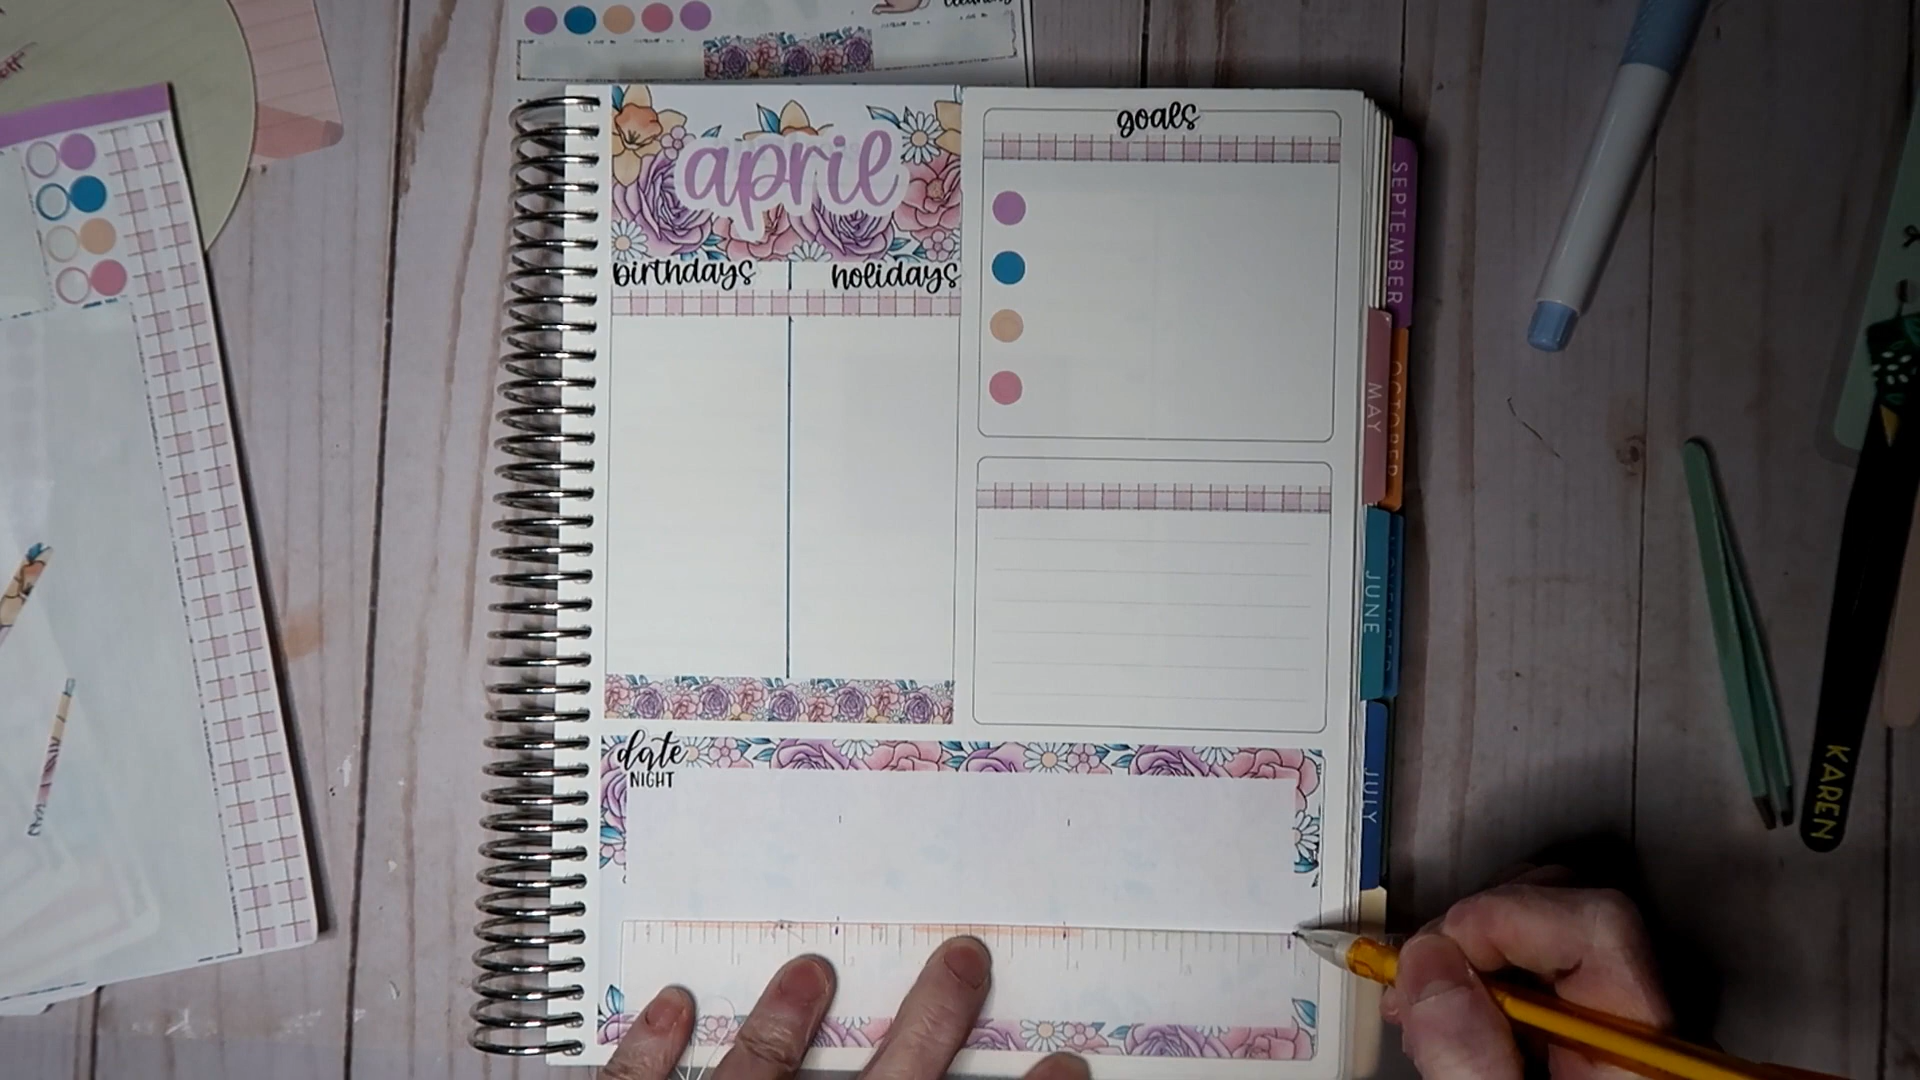 april
goals
birthdays
holidays
date
NIGHT
SEPTEMBER
MAY
OCTOBER
JUNE
JULY
KAREN